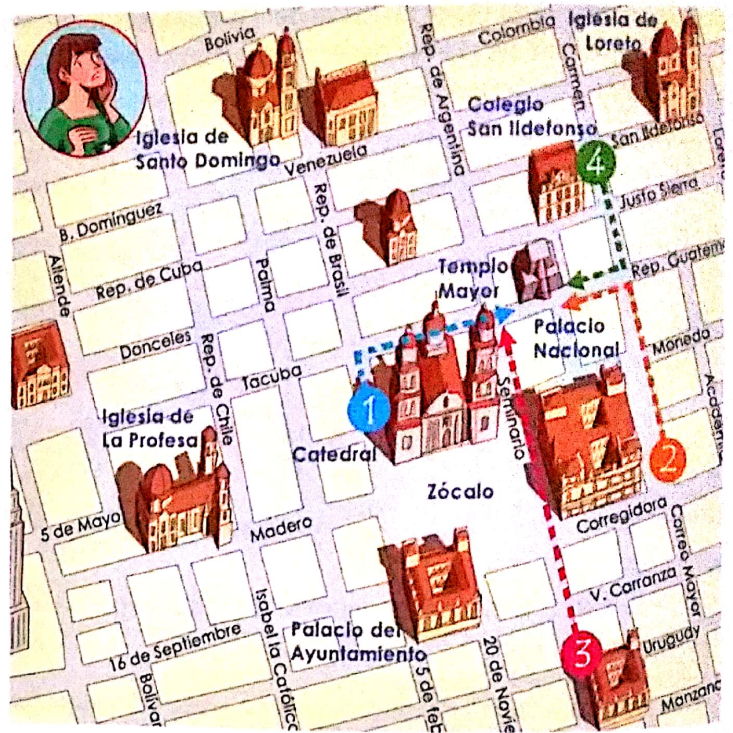 Bolivia
Colombia
Iglesia de
Loreto
Rep. de Argentina
Carmen
Colegio
San Ildefonso
San Ildefonso
Iglesia de
Santo Domingo
Venezuela
4
Justo Sierra
B. Domínguez
Rep. de Brasil
Allende
Rep. de Cuba
Palma
Templo
Mayor
Rep. Guatem
Donceles
Rep. de Chile
Palacio
Nacional
Moneda
Tacuba
1
Seminario
Iglesia de
La Profesa
Catedral
2
Zócalo
5 de Mayo
Madero
Corregidora
Correo Mayor
V. Carranza
Isabel la Católica
16 de Septiembre
Palacio del
Ayuntamiento
3
Uruguay
Bolívar
5 de feb
20 de Novie
Manzana